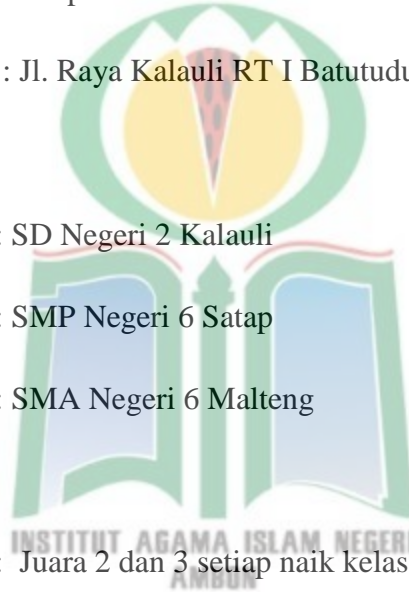 : Jl. Raya Kalauli RT I Batutudu
: SD Negeri 2 Kalauli
: SMP Negeri 6 Satap
: SMA Negeri 6 Malteng
INSTITUT AGAMA ISLAM NEGERI
: Juara 2 dan 3 setiap naik kelas
AMBON